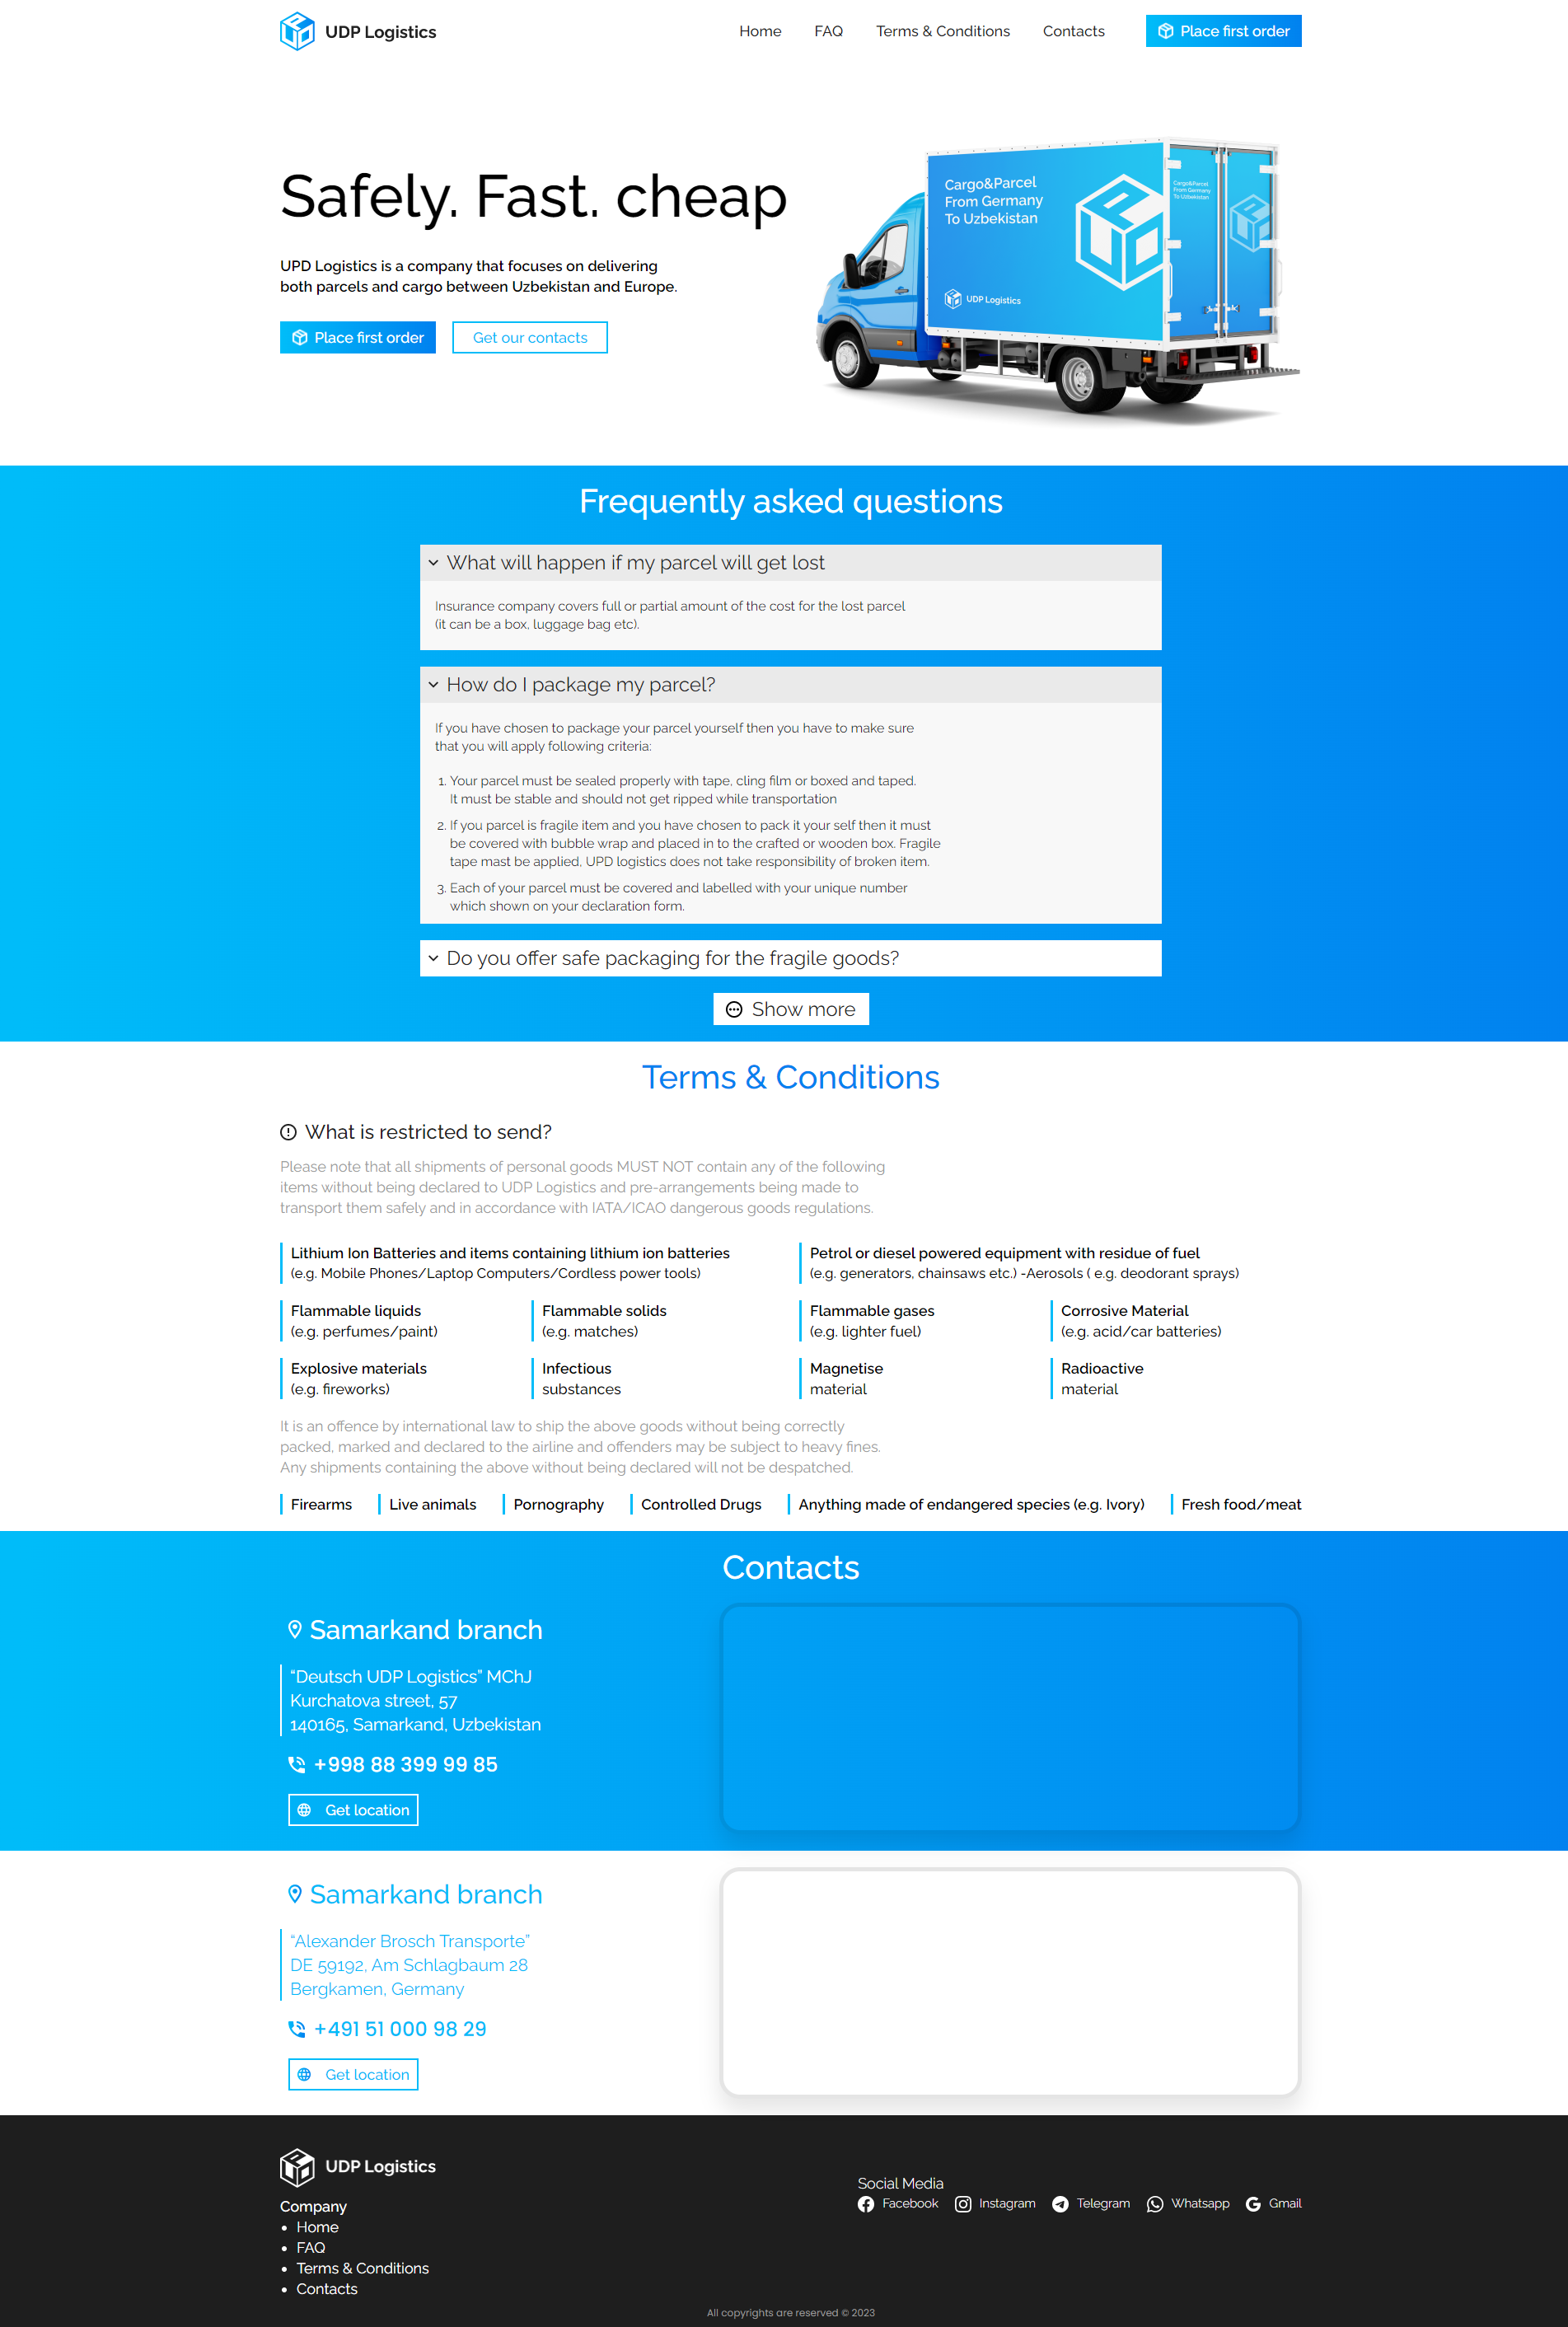 UDP Logistics
Home
FAQ
Terms & Conditions
Contacts
Place first order
Safely. Fast. cheap
UPD Logistics is a company that focuses on delivering
both parcels and cargo between Uzbekistan and Europe.
Place first order
Get our contacts
Cargo&Parcel
From Germany
To Uzbekistan
UDP Logistics
Cargo&Parcel
From Germany
To Uzbekistan
Frequently asked questions
What will happen if my parcel will get lost
Insurance company covers full or partial amount of the cost for the lost parcel
(it can be a box, luggage bag etc).
How do I package my parcel?
If you have chosen to package your parcel yourself then you have to make sure
that you will apply following criteria:
1. Your parcel must be sealed properly with tape, cling film or boxed and taped.
It must be stable and should not get ripped while transportation
2. If you parcel is fragile item and you have chosen to pack it your self then it must
be covered with bubble wrap and placed in to the crafted or wooden box. Fragile
tape mast be applied, UPD logistics does not take responsibility of broken item.
3. Each of your parcel must be covered and labelled with your unique number
which shown on your declaration form.
Do you offer safe packaging for the fragile goods?
Show more
Terms & Conditions
What is restricted to send?
Please note that all shipments of personal goods MUST NOT contain any of the following
items without being declared to UDP Logistics and pre-arrangements being made to
transport them safely and in accordance with IATA/ICAO dangerous goods regulations.
Lithium Ion Batteries and items containing lithium ion batteries
(e.g. Mobile Phones/Laptop Computers/Cordless power tools)
Petrol or diesel powered equipment with residue of fuel
(e.g. generators, chainsaws etc.) -Aerosols ( e.g. deodorant sprays)
Flammable liquids
(e.g. perfumes/paint)
Flammable solids
(e.g. matches)
Flammable gases
(e.g. lighter fuel)
Corrosive Material
(e.g. acid/car batteries)
Explosive materials
(e.g. fireworks)
Infectious
substances
Magnetise
material
Radioactive
material
It is an offence by international law to ship the above goods without being correctly
packed, marked and declared to the airline and offenders may be subject to heavy fines.
Any shipments containing the above without being declared will not be despatched.
Firearms
Live animals
Pornography
Controlled Drugs
Anything made of endangered species (e.g. Ivory)
Fresh food/meat
Contacts
Samarkand branch
“Deutsch UDP Logistics” MChJ
Kurchatova street, 57
140165, Samarkand, Uzbekistan
+998 88 399 99 85
Get location
Samarkand branch
“Alexander Brosch Transporte”
DE 59192, Am Schlagbaum 28
Bergkamen, Germany
+491 51 000 98 29
Get location
UDP Logistics
Company
• Home
• FAQ
• Terms & Conditions
• Contacts
Social Media
Facebook
Instagram
Telegram
Whatsapp
Gmail
All copyrights are reserved © 2023